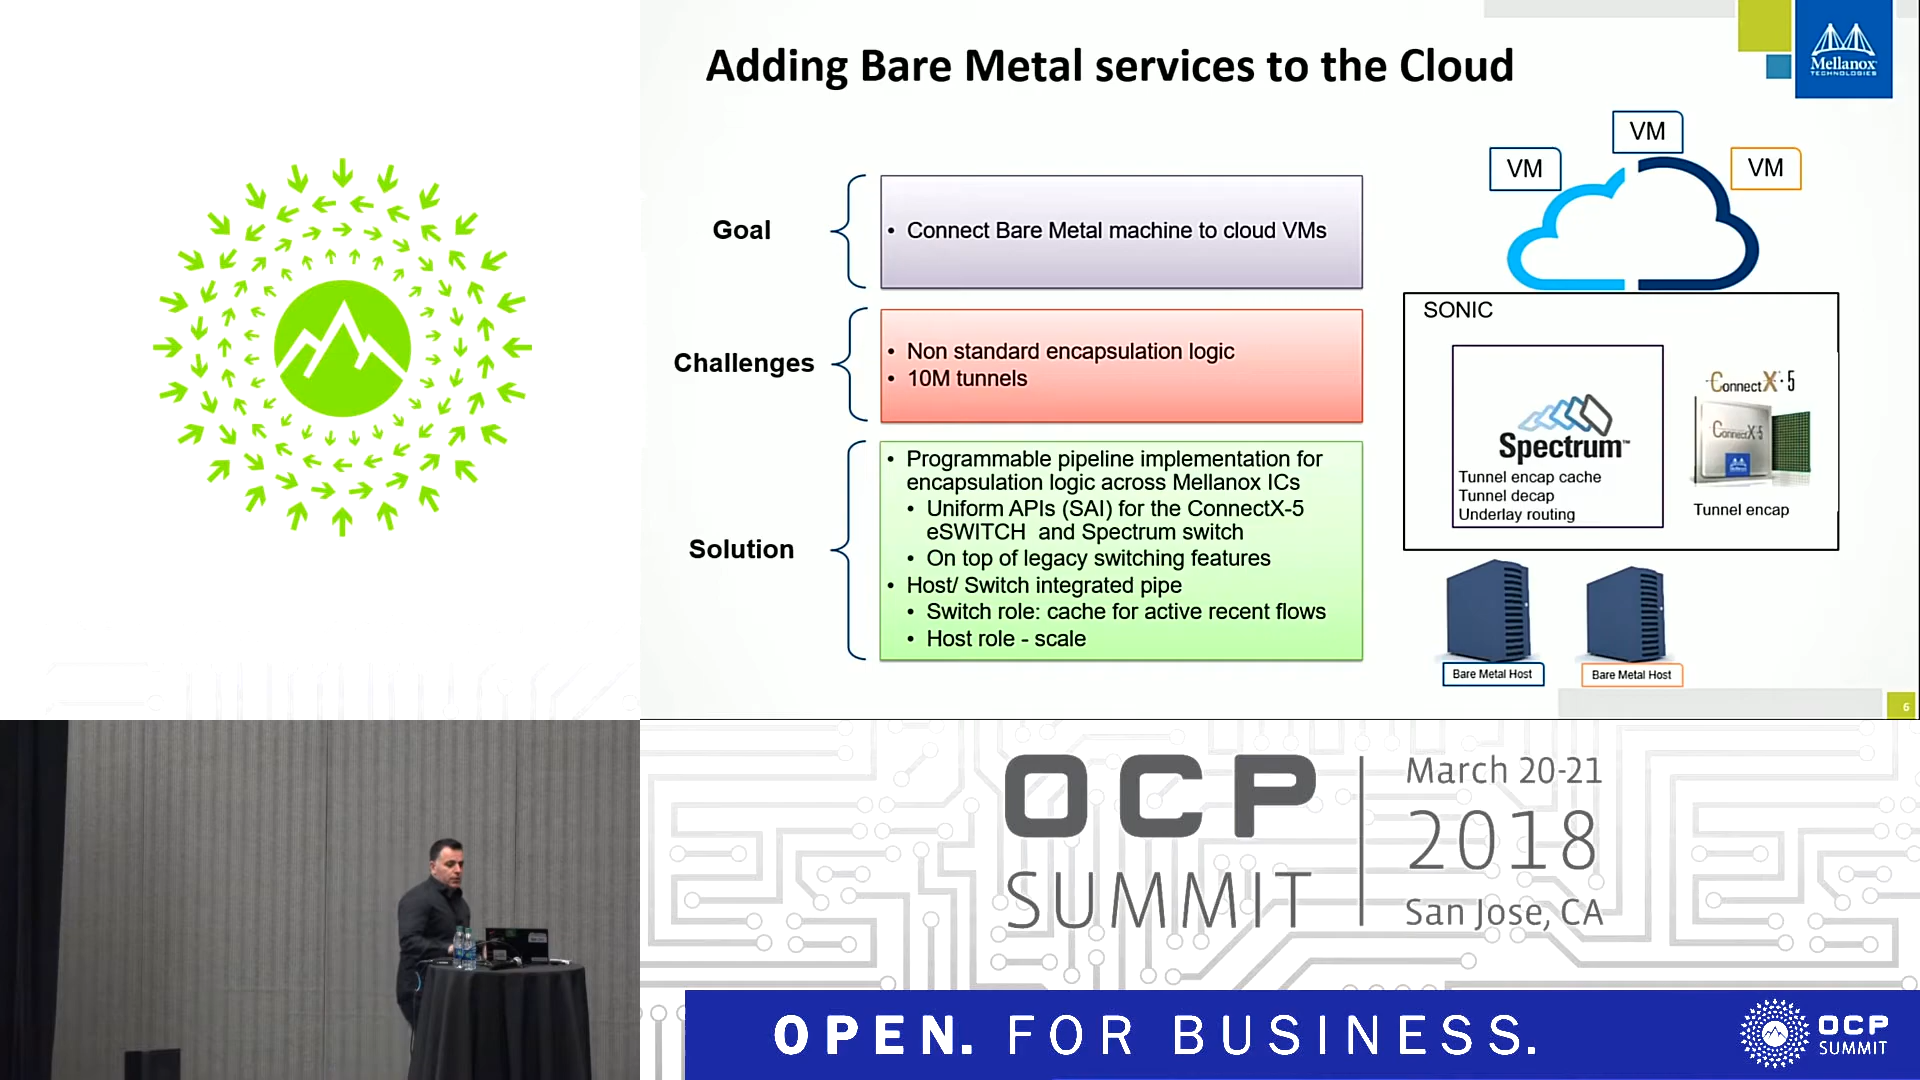 Adding Bare Metal services to the Cloud
Mellanox
TECHNOLOGIES
Goal
• Connect Bare Metal machine to cloud VMs
Challenges
• Non standard encapsulation logic
• 10M tunnels
Solution
• Programmable pipeline implementation for
encapsulation logic across Mellanox ICs
• Uniform APIs (SAI) for the ConnectX-5
eSWITCH and Spectrum switch
• On top of legacy switching features
• Host/ Switch integrated pipe
• Switch role: cache for active recent flows
• Host role - scale
VM
VM
VM
SONIC
Spectrum™
Tunnel encap cache
Tunnel decap
Underlay routing
ConnectX·5
ConnectX·5
Tunnel encap
Bare Metal Host
Bare Metal Host
6
OCP
SUMMIT
March 20-21
2018
San Jose, CA
OPEN. FOR BUSINESS.
OCP
SUMMIT